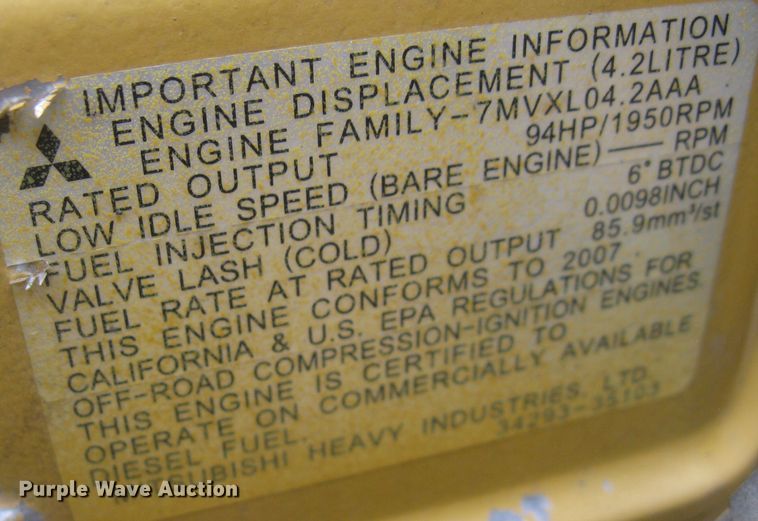 IMPORTANT ENGINE INFORMATION
ENGINE DISPLACEMENT (4.2LITRE)
ENGINE FAMILY-7MVXL04.2AAA
RATED OUTPUT 94HP/1950RPM
LOW IDLE SPEED (BARE ENGINE) — RPM
FUEL INJECTION TIMING 6° BTDC
VALVE LASH (COLD) 0.0098INCH
FUEL RATE AT RATED OUTPUT 85.9mm³/st
THIS ENGINE CONFORMS TO 2007
CALIFORNIA & U.S. EPA REGULATIONS FOR
OFF-ROAD COMPRESSION-IGNITION ENGINES
THIS ENGINE IS CERTIFIED TO
OPERATE ON COMMERCIALLY AVAILABLE
DIESEL FUEL.
MITSUBISHI HEAVY INDUSTRIES, LTD.
34293-35103
Purple Wave Auction